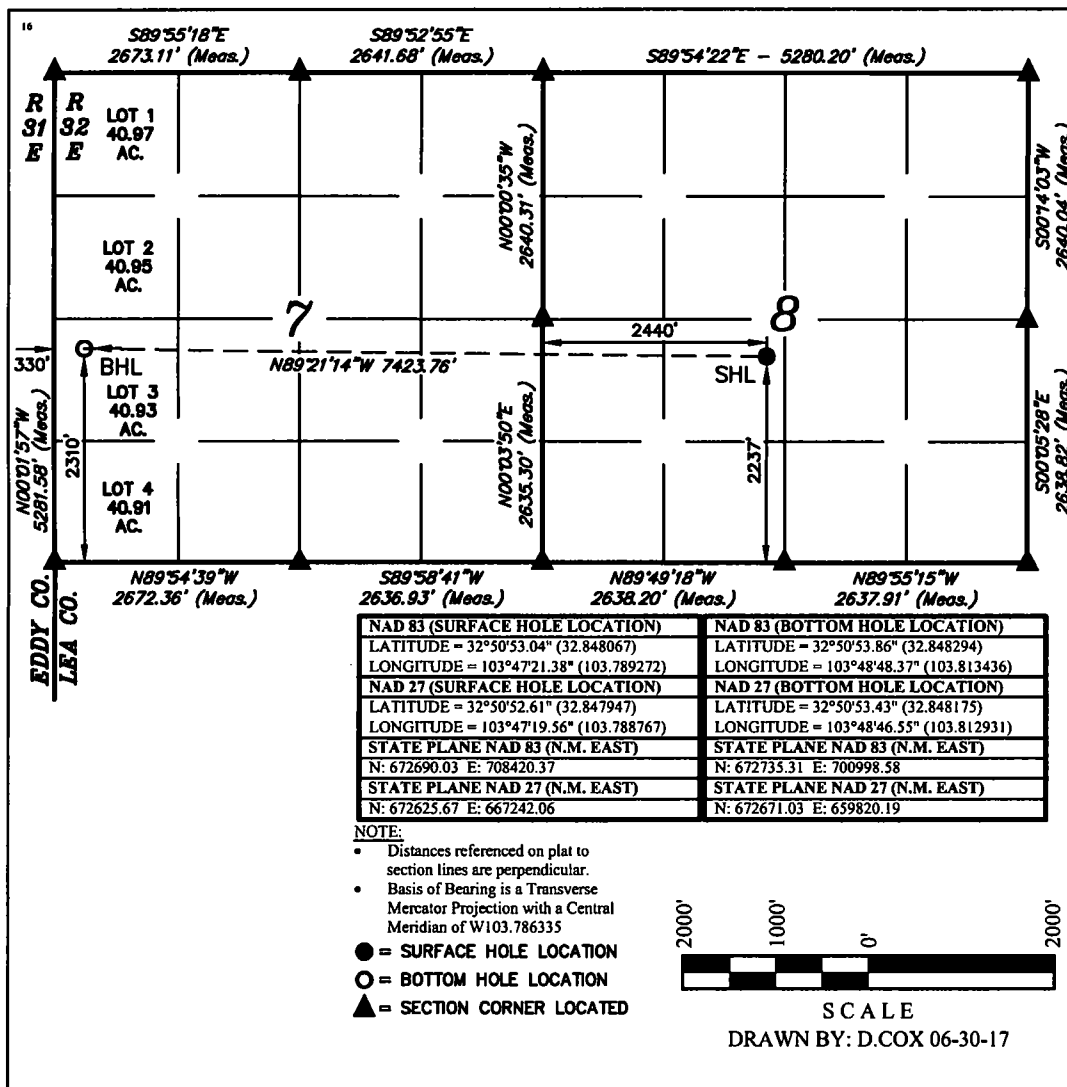 16
S89°55'18"E
2673.11' (Meas.)
S89°52'55"E
2641.68' (Meas.)
S89°54'22"E – 5280.20' (Meas.)
R
31
E
R
32
E
LOT 1
40.97
AC.
N00°00'35"W
2640.31' (Meas.)
S00°14'03"W
2640.04' (Meas.)
LOT 2
40.95
AC.
7
8
2440'
330'
BHL
N89°21'14"W 7423.76'
SHL
LOT 3
40.93
AC.
N00°01'57"W
5281.58' (Meas.)
2310'
N00°03'50"E
2635.30' (Meas.)
2237'
S00°05'28"E
2638.82' (Meas.)
LOT 4
40.91
AC.
N89°54'39"W
2672.36' (Meas.)
S89°58'41"W
2636.93' (Meas.)
N89°49'18"W
2638.20' (Meas.)
N89°55'15"W
2637.91' (Meas.)
EDDY CO.
LEA CO.
NAD 83 (SURFACE HOLE LOCATION)
LATITUDE = 32°50'53.04" (32.848067)
LONGITUDE = 103°47'21.38" (103.789272)
NAD 27 (SURFACE HOLE LOCATION)
LATITUDE = 32°50'52.61" (32.847947)
LONGITUDE = 103°47'19.56" (103.788767)
STATE PLANE NAD 83 (N.M. EAST)
N: 672690.03 E: 708420.37
STATE PLANE NAD 27 (N.M. EAST)
N: 672625.67 E: 667242.06
NAD 83 (BOTTOM HOLE LOCATION)
LATITUDE = 32°50'53.86" (32.848294)
LONGITUDE = 103°48'48.37" (103.813436)
NAD 27 (BOTTOM HOLE LOCATION)
LATITUDE = 32°50'53.43" (32.848175)
LONGITUDE = 103°48'46.55" (103.812931)
STATE PLANE NAD 83 (N.M. EAST)
N: 672735.31 E: 700998.58
STATE PLANE NAD 27 (N.M. EAST)
N: 672671.03 E: 659820.19
NOTE:
• Distances referenced on plat to
section lines are perpendicular.
• Basis of Bearing is a Transverse
Mercator Projection with a Central
Meridian of W103.786335
= SURFACE HOLE LOCATION
= BOTTOM HOLE LOCATION
= SECTION CORNER LOCATED
2000'
1000'
0'
2000'
SCALE
DRAWN BY: D.COX 06-30-17